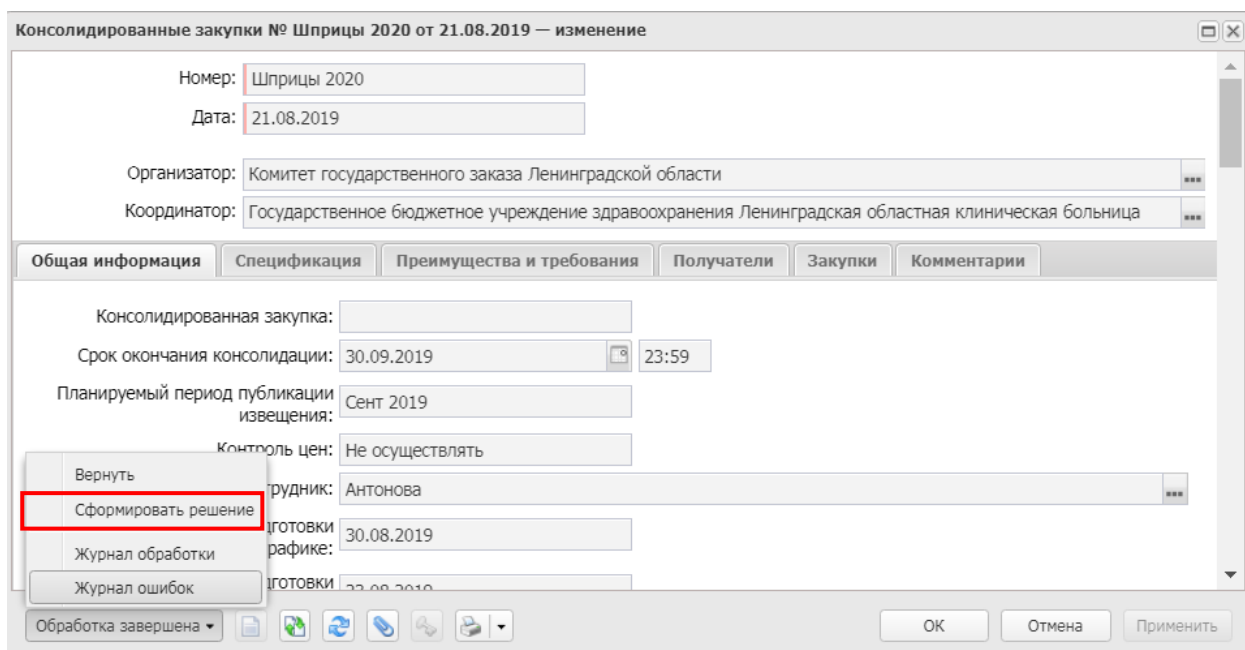 Консолидированные закупки № Шприцы 2020 от 21.08.2019 — изменение
Номер: Шприцы 2020
Дата: 21.08.2019
Организатор: Комитет государственного заказа Ленинградской области
Координатор: Государственное бюджетное учреждение здравоохранения Ленинградская областная клиническая больница
Общая информация Спецификация Преимущества и требования Получатели Закупки Комментарии
Консолидированная закупка:
Срок окончания консолидации: 30.09.2019 23:59
Планируемый период публикации
извещения: Сент 2019
Контроль цен: Не осуществлять
Вернуть
трудник: Антонова
Сформировать решение
дготовки
рафике: 30.08.2019
Журнал обработки
Журнал ошибок
дготовки
Обработка завершена
ОК Отмена Применить